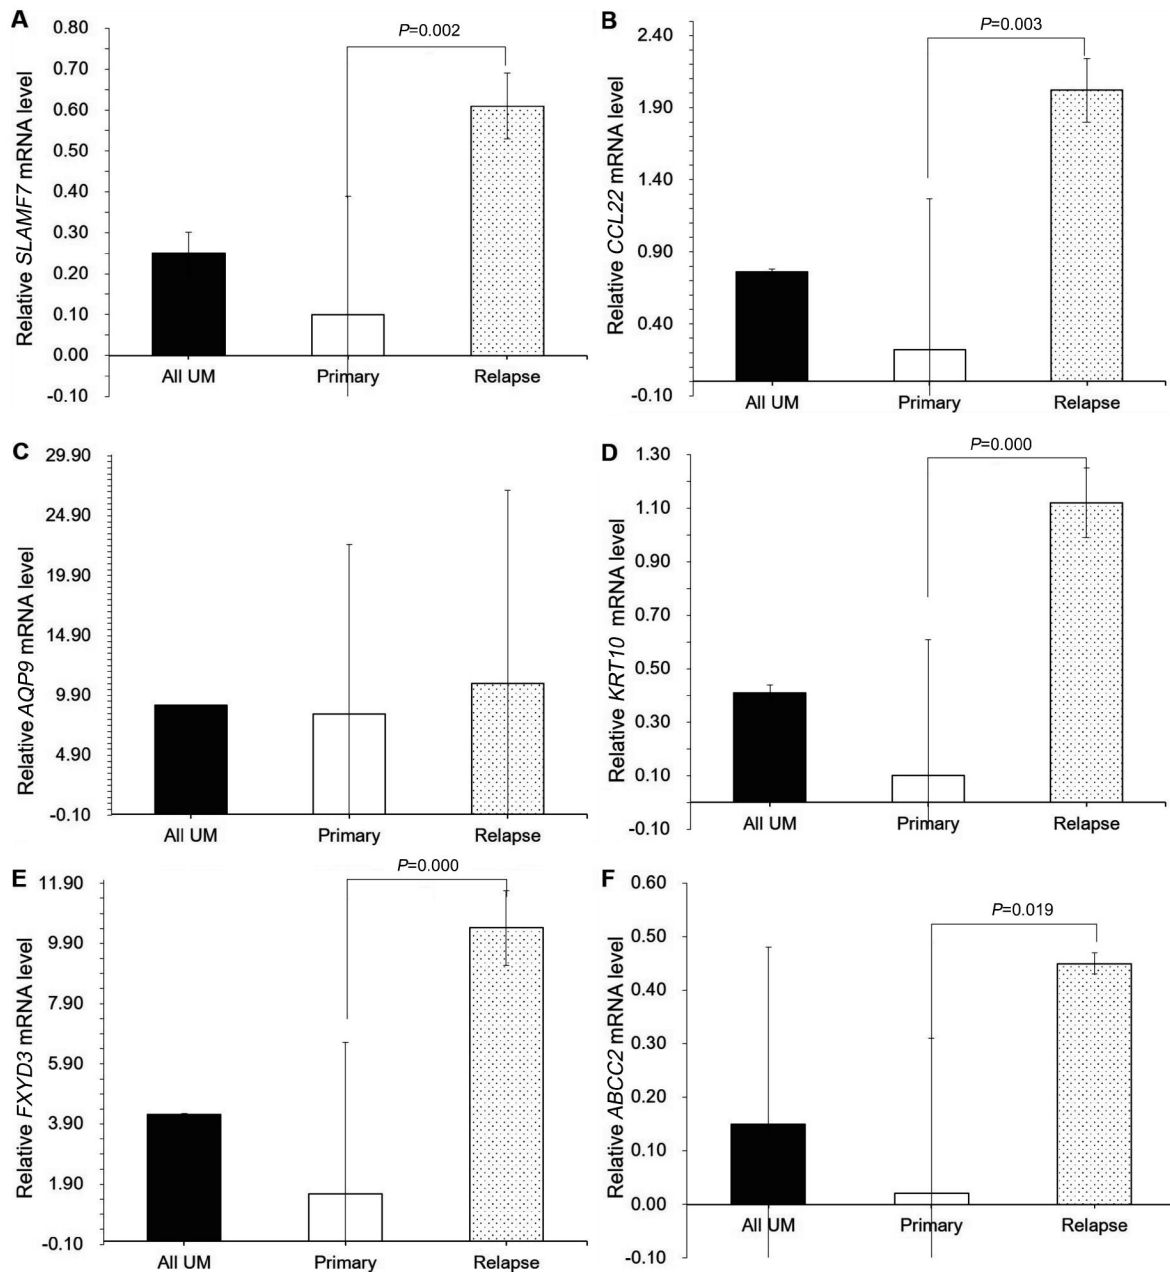 A
Relative SLAMF7 mRNA level
0.80
0.70
0.60
0.50
0.40
0.30
0.20
0.10
0.00
-0.10
P=0.002
All UM Primary Relapse
B
Relative CCL22 mRNA level
2.40
1.90
1.40
0.90
0.40
-0.10
P=0.003
All UM Primary Relapse
C
Relative AQP9 mRNA level
29.90
24.90
19.90
14.90
9.90
4.90
-0.10
All UM Primary Relapse
D
Relative KRT10 mRNA level
1.30
1.10
0.90
0.70
0.50
0.30
0.10
-0.10
P=0.000
All UM Primary Relapse
E
Relative FXYD3 mRNA level
11.90
9.90
7.90
5.90
3.90
1.90
-0.10
P=0.000
All UM Primary Relapse
F
Relative ABCC2 mRNA level
0.60
0.50
0.40
0.30
0.20
0.10
0.00
-0.10
P=0.019
All UM Primary Relapse